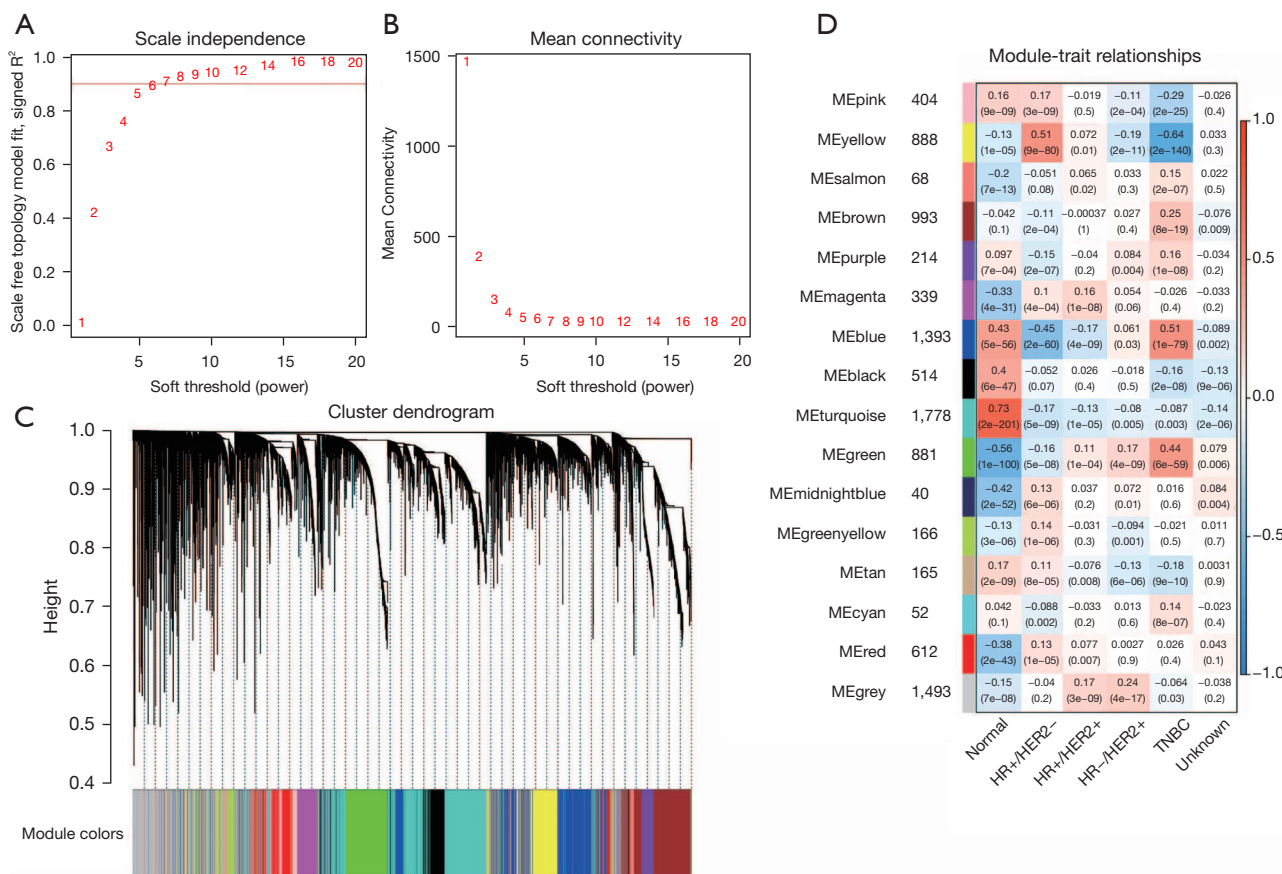 A
Scale independence
Scale free topology model fit, signed R²
1.0
0.8
0.6
0.4
0.2
0.0
1
2
3
4
5
6
7
8
9
10
12
14
16
18
20
5
10
15
20
Soft threshold (power)
B
Mean connectivity
Mean Connectivity
1500
1000
500
0
1
2
3
4
5
6
7
8
9
10
12
14
16
18
20
5
10
15
20
Soft threshold (power)
C
Cluster dendrogram
Height
1.0
0.9
0.8
0.7
0.6
0.5
0.4
Module colors
D
Module-trait relationships
MEpink 404 0.16 0.17 −0.019 −0.11 −0.29 −0.026
(9e−09) (3e−09) (0.5) (2e−04) (2e−25) (0.4)
MEyellow 888 −0.13 0.51 0.072 −0.19 −0.64 0.033
(1e−05) (9e−80) (0.01) (2e−11) (2e−140) (0.3)
MEsalmon 68 −0.2 −0.051 0.065 0.033 0.15 0.022
(7e−13) (0.08) (0.02) (0.3) (2e−07) (0.5)
MEbrown 993 −0.042 −0.11 −0.00037 0.027 0.25 −0.076
(0.1) (2e−04) (1) (0.4) (8e−19) (0.009)
MEpurple 214 0.097 −0.15 −0.04 0.084 0.16 −0.034
(7e−04) (2e−07) (0.2) (0.004) (1e−08) (0.2)
MEmagenta 339 −0.33 0.1 0.16 0.054 −0.026 −0.033
(4e−31) (4e−04) (1e−08) (0.06) (0.4) (0.2)
MEblue 1,393 0.43 −0.45 −0.17 0.061 0.51 −0.089
(5e−56) (2e−60) (4e−09) (0.03) (1e−79) (0.002)
MEblack 514 0.4 −0.052 0.026 −0.018 −0.16 −0.13
(6e−47) (0.07) (0.4) (0.5) (2e−08) (9e−06)
MEturquoise 1,778 0.73 −0.17 −0.13 −0.08 −0.087 −0.14
(2e−201) (5e−09) (1e−05) (0.005) (0.003) (2e−06)
MEgreen 881 −0.56 −0.16 0.11 0.17 0.44 0.079
(1e−100) (5e−08) (1e−04) (4e−09) (6e−59) (0.006)
MEmidnightblue 40 −0.42 0.13 0.037 0.072 0.016 0.084
(2e−52) (6e−06) (0.2) (0.01) (0.6) (0.004)
MEgreenyellow 166 −0.13 0.14 −0.031 −0.094 −0.021 0.011
(3e−06) (1e−06) (0.3) (0.001) (0.5) (0.7)
MEtan 165 0.17 0.11 −0.076 −0.13 −0.18 0.0031
(2e−09) (8e−05) (0.008) (6e−06) (9e−10) (0.9)
MEcyan 52 0.042 −0.088 −0.033 0.013 0.14 −0.023
(0.1) (0.002) (0.2) (0.6) (8e−07) (0.4)
MEred 612 −0.38 0.13 0.077 0.0027 0.026 0.043
(2e−43) (1e−05) (0.007) (0.9) (0.4) (0.1)
MEgrey 1,493 −0.15 −0.04 0.17 0.24 −0.064 −0.038
(7e−08) (0.2) (3e−09) (4e−17) (0.03) (0.2)
Normal
HR+/HER2−
HR+/HER2+
HR−/HER2+
TNBC
Unknown
1.0
0.5
0.0
−0.5
−1.0